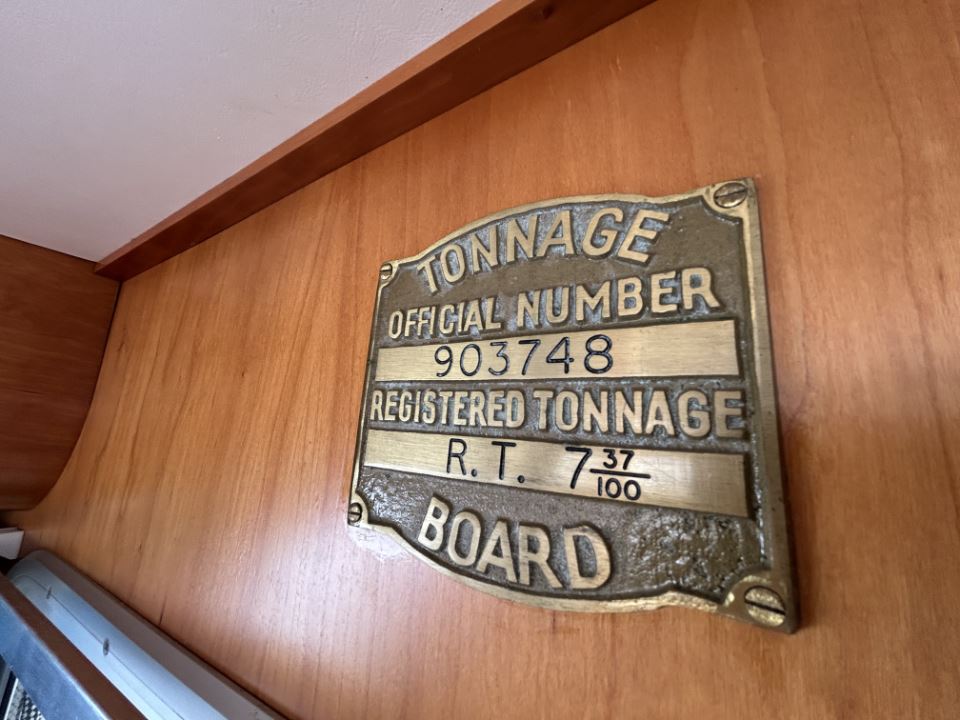 TONNAGE
OFFICIAL NUMBER
903748
REGISTERED TONNAGE
R.T. 7 37/100
BOARD